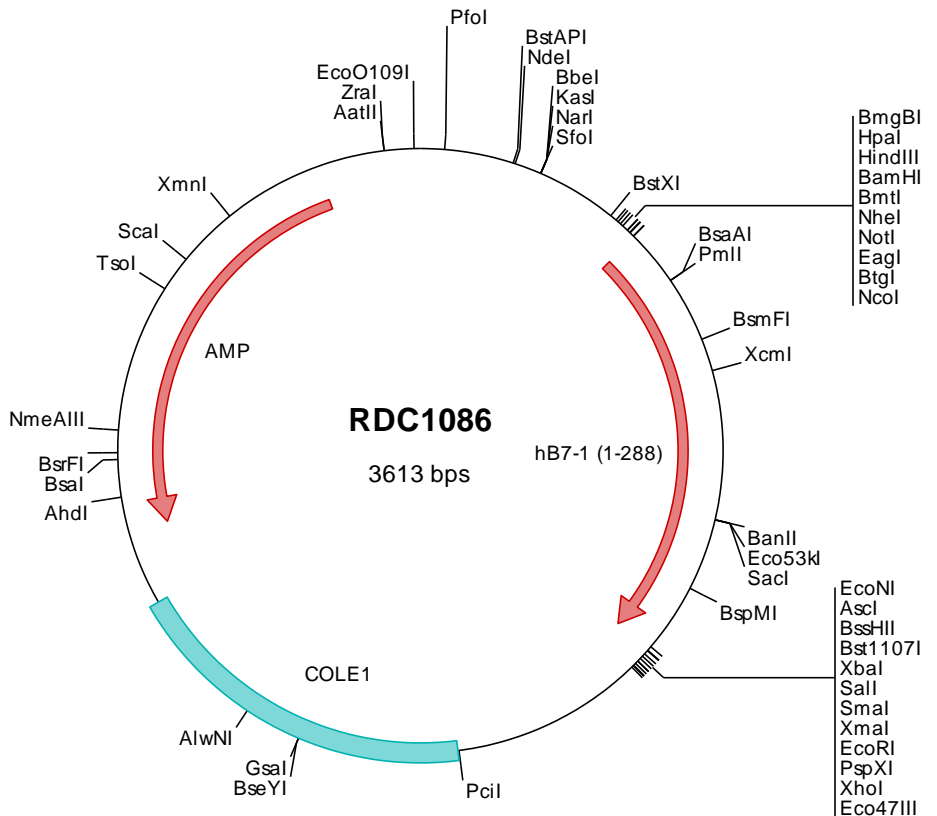 PfoI
BstAPI
NdeI
EcoO109I
BbeI
ZraI
KasI
AatII
NarI
SfoI
BmgBI
HpaI
HindIII
BamHI
BmtI
NheI
NotI
EagI
BtgI
NcoI
XmnI
BstXI
ScaI
BsaAI
TsoI
PmlI
BsmFI
AMP
XcmI
RDC1086
NmeAIII
hB7-1 (1-288)
BsrFI
3613 bps
BsaI
AhdI
BanII
Eco53kI
SacI
BspMI
EcoNI
AscI
BssHII
Bst1107I
XbaI
SalI
SmaI
XmaI
EcoRI
PspXI
XhoI
Eco47III
COLE1
AlwNI
GsaI
BseYI
PciI